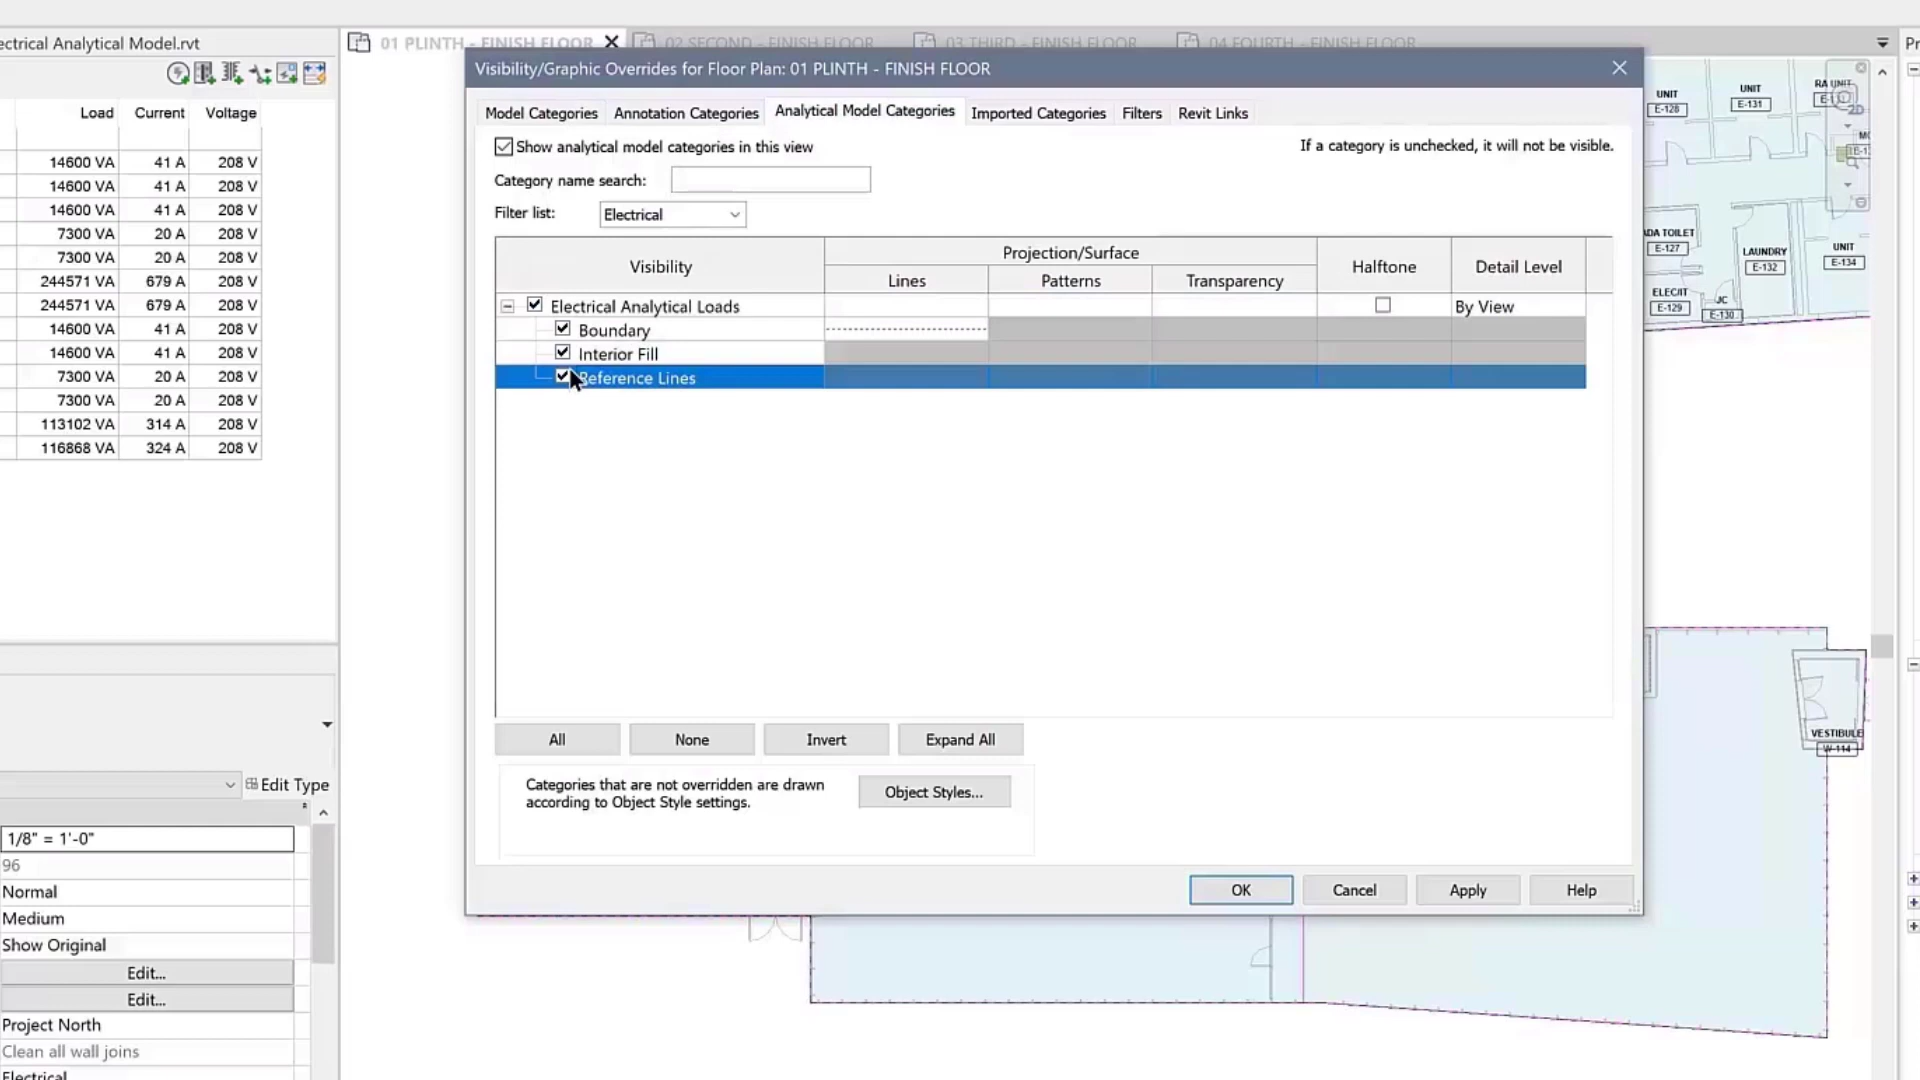 ectrical Analytical Model.rvt
Load Current Voltage
14600 VA 41 A 208 V
14600 VA 41 A 208 V
14600 VA 41 A 208 V
7300 VA 20 A 208 V
7300 VA 20 A 208 V
244571 VA 679 A 208 V
244571 VA 679 A 208 V
14600 VA 41 A 208 V
14600 VA 41 A 208 V
7300 VA 20 A 208 V
7300 VA 20 A 208 V
113102 VA 314 A 208 V
116868 VA 324 A 208 V
Edit Type
1/8" = 1'-0"
96
Normal
Medium
Show Original
Edit...
Edit...
Project North
Clean all wall joins
Electrical
01 PLINTH - FINISH FLOOR 02 SECOND - FINISH FLOOR 03 THIRD - FINISH FLOOR 04 FOURTH - FINISH FLOOR
Visibility/Graphic Overrides for Floor Plan: 01 PLINTH - FINISH FLOOR
Model Categories Annotation Categories Analytical Model Categories Imported Categories Filters Revit Links
Show analytical model categories in this view
If a category is unchecked, it will not be visible.
Category name search:
Filter list: Electrical
Visibility Projection/Surface Halftone Detail Level
Lines Patterns Transparency
Electrical Analytical Loads By View
Boundary
Interior Fill
Reference Lines
All None Invert Expand All
Categories that are not overridden are drawn
according to Object Style settings.
Object Styles...
OK Cancel Apply Help
Pr
UNIT
E-128
UNIT
E-131
RA UNIT
2D
DA TOILET
E-127
LAUNDRY
E-132
UNIT
E-134
ELEC/IT
E-129
JC
E-130
VESTIBULE
W-114